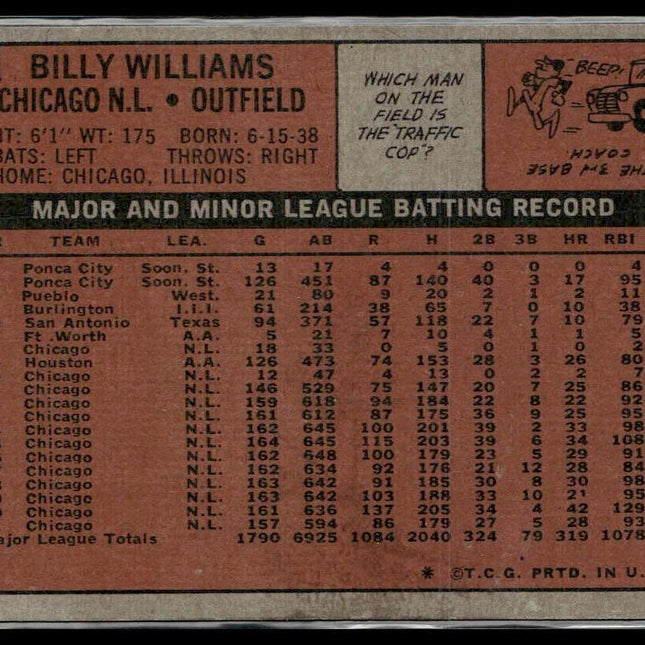 BILLY WILLIAMS
CHICAGO N.L. • OUTFIELD
HT: 6'1" WT: 175 BORN: 6-15-38
BATS: LEFT THROWS: RIGHT
HOME: CHICAGO, ILLINOIS
WHICH MAN
ON THE
FIELD IS
THE "TRAFFIC
COP"?
BEEP!
THE 3RD BASE
COACH.
MAJOR AND MINOR LEAGUE BATTING RECORD
TEAM LEA. G AB R H 2B 3B HR RBI
Ponca City Soon. St. 13 17 4 4 0 0 0 4
Ponca City Soon. St. 126 451 87 140 40 3 17 95
Pueblo West. 21 80 9 20 2 1 2 11
Burlington I.I.I. 61 214 38 65 7 0 10 38
San Antonio Texas 94 371 57 118 22 7 10 79
Ft. Worth A.A. 5 21 7 10 4 1 1 5
Chicago N.L. 18 33 0 5 0 1 0 2
Houston A.A. 126 473 74 153 28 3 26 80
Chicago N.L. 12 47 4 13 0 2 2 7
Chicago N.L. 146 529 75 147 20 7 25 86
Chicago N.L. 159 618 94 184 22 8 22 92
Chicago N.L. 161 612 87 175 36 9 25 95
Chicago N.L. 162 645 100 201 39 2 33 98
Chicago N.L. 164 645 115 203 39 6 34 108
Chicago N.L. 162 648 100 179 23 5 29 91
Chicago N.L. 162 634 92 176 21 12 28 84
Chicago N.L. 163 642 91 185 30 8 30 98
Chicago N.L. 163 642 103 188 33 10 21 95
Chicago N.L. 161 636 137 205 34 4 42 129
Chicago N.L. 157 594 86 179 27 5 28 93
ajor League Totals 1790 6925 1084 2040 324 79 319 1078
* ©T.C.G. PRTD. IN U.